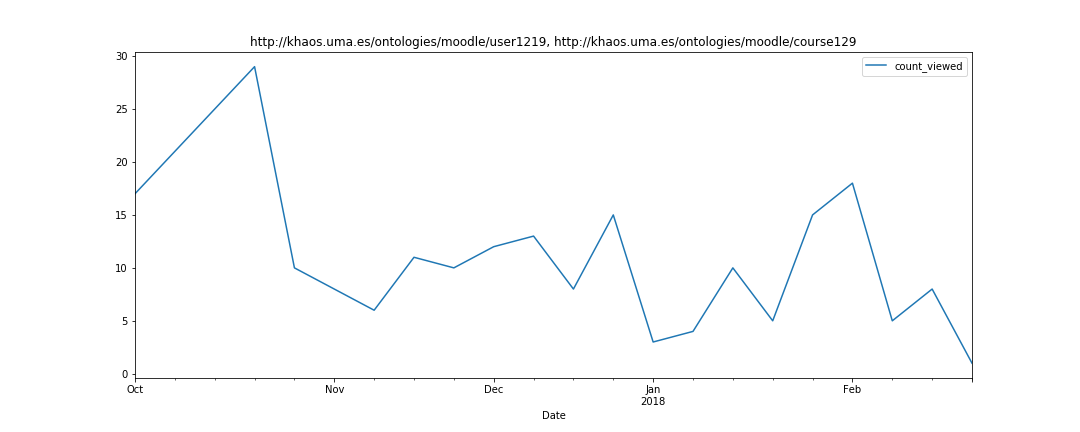 http://khaos.uma.es/ontologies/moodle/user1219, http://khaos.uma.es/ontologies/moodle/course129
count_viewed
30
25
20
15
10
5
0
Oct Nov Dec Jan Feb
2018
Date